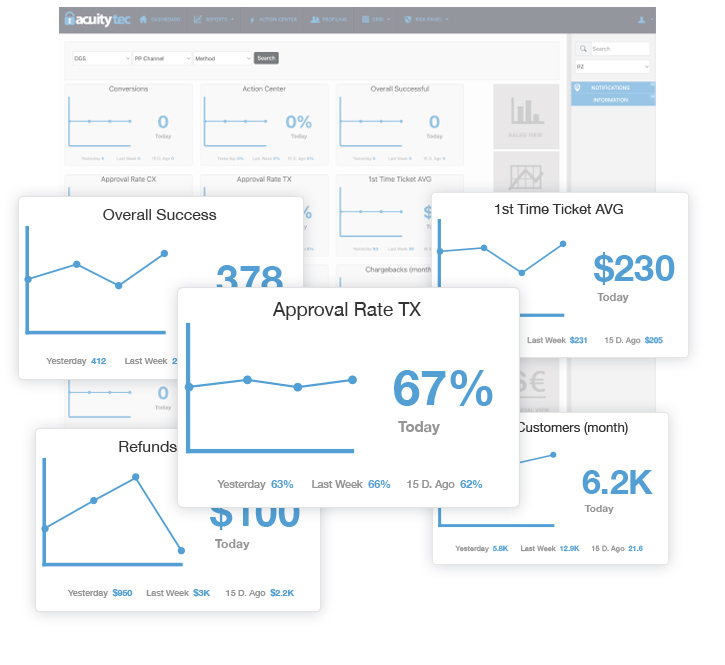 acuitytec DASHBOARD REPORTS ACTION CENTER PROFILING GRID WEB PANEL
DGS PP Channel Method Search
Search
PZ
NOTIFICATIONS
INFORMATION
Conversions
0
Today
Yesterday 0 Last Week 0 15 D. Ago 0
Action Center
0%
Today
Yesterday 0% Last Week 0% 15 D. Ago 0%
Overall Successful
0
Today
Yesterday 0 Last Week 0 15 D. Ago 0
SALES VIEW
Approval Rate CX
Approval Rate TX
1st Time Ticket AVG
Overall Success
378
Yesterday 412 Last Week 2
1st Time Ticket AVG
$230
Today
Last Week $231 15 D. Ago $205
Chargebacks (month
Approval Rate TX
67%
Today
Yesterday 63% Last Week 66% 15 D. Ago 62%
0
Today
$€
Refunds
$100
Today
Yesterday $950 Last Week $3K 15 D. Ago $2.2K
Customers (month)
6.2K
Today
Yesterday 5.8K Last Week 12.9K 15 D. Ago 21.6